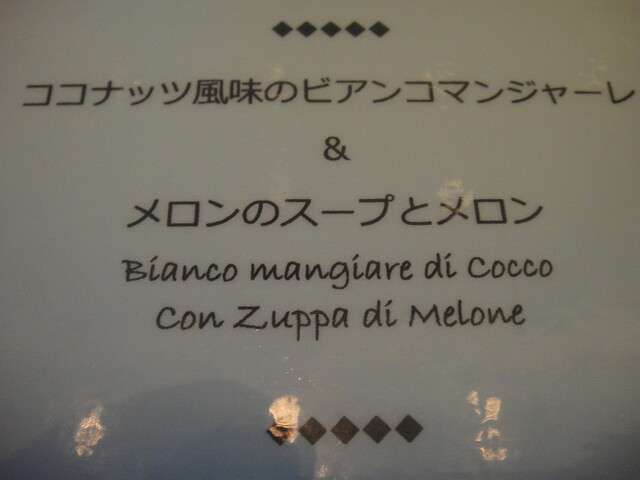 ◆◆◆◆◆
ココナッツ風味のビアンコマンジャーレ
&
メロンのスープとメロン
Bianco mangiare di Cocco
Con Zuppa di Melone
◆◆◆◆◆